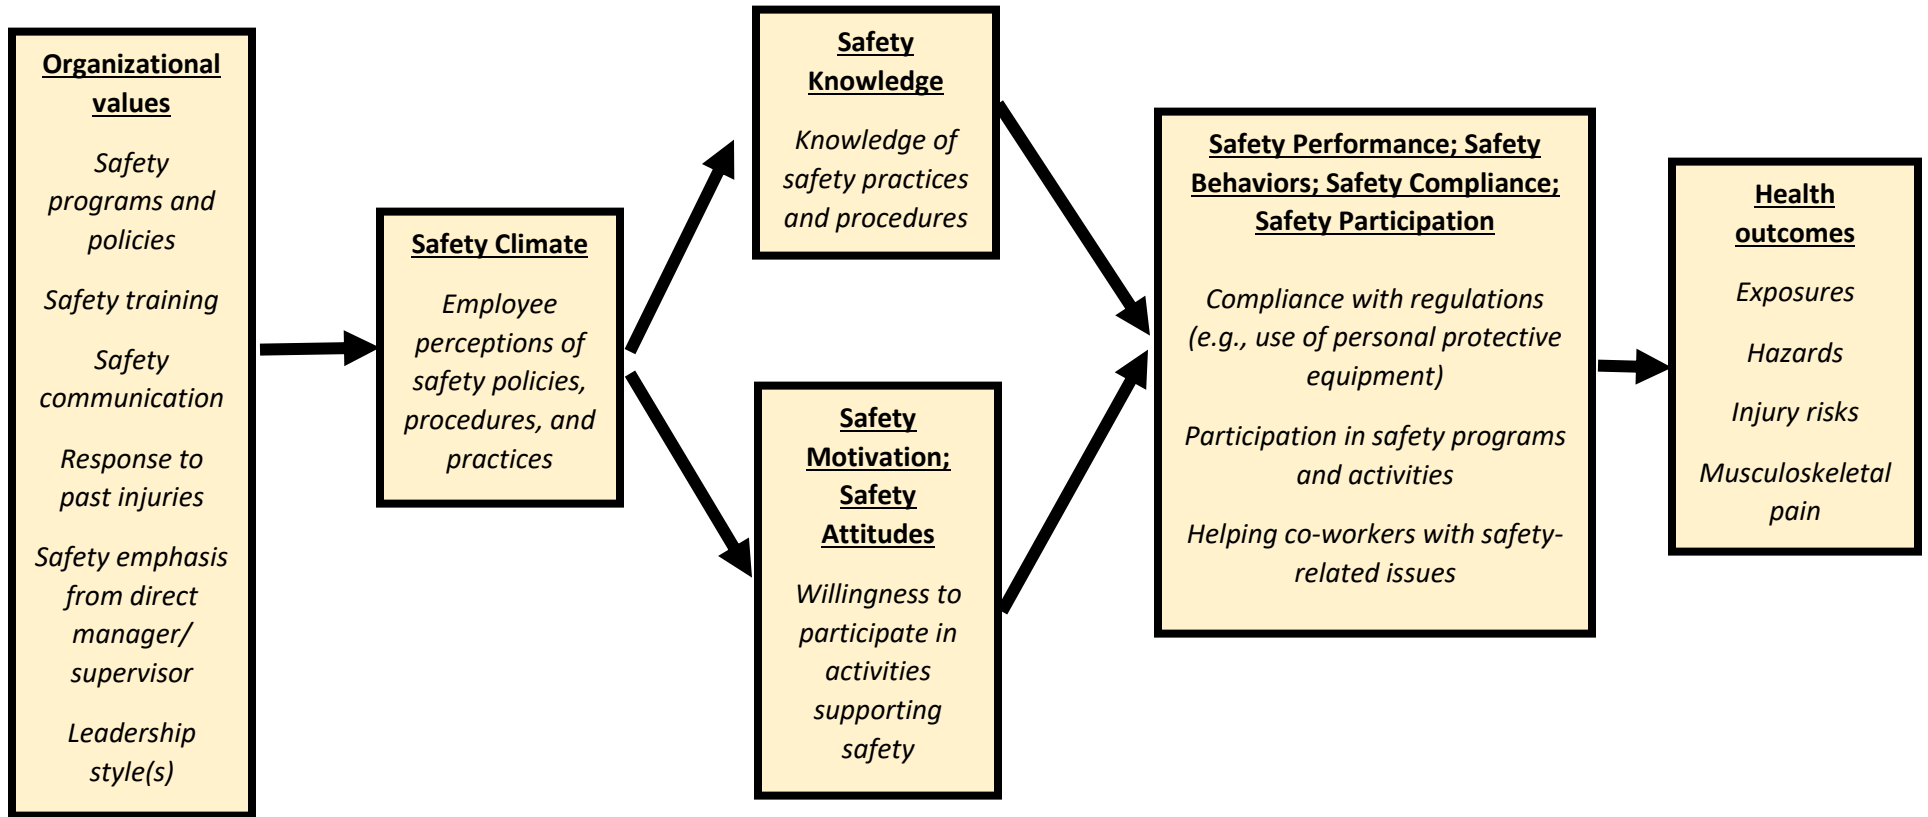 Organizational
values
Safety
programs and
policies
Safety training
Safety
communication
Response to
past injuries
Safety emphasis
from direct
manager/
supervisor
Leadership
style(s)
Safety Climate
Employee
perceptions of
safety policies,
procedures, and
practices
Safety
Knowledge
Knowledge of
safety practices
and procedures
Safety
Motivation;
Safety
Attitudes
Willingness to
participate in
activities
supporting
safety
Safety Performance; Safety
Behaviors; Safety Compliance;
Safety Participation
Compliance with regulations
(e.g., use of personal protective
equipment)
Participation in safety programs
and activities
Helping co-workers with safety-
related issues
Health
outcomes
Exposures
Hazards
Injury risks
Musculoskeletal
pain